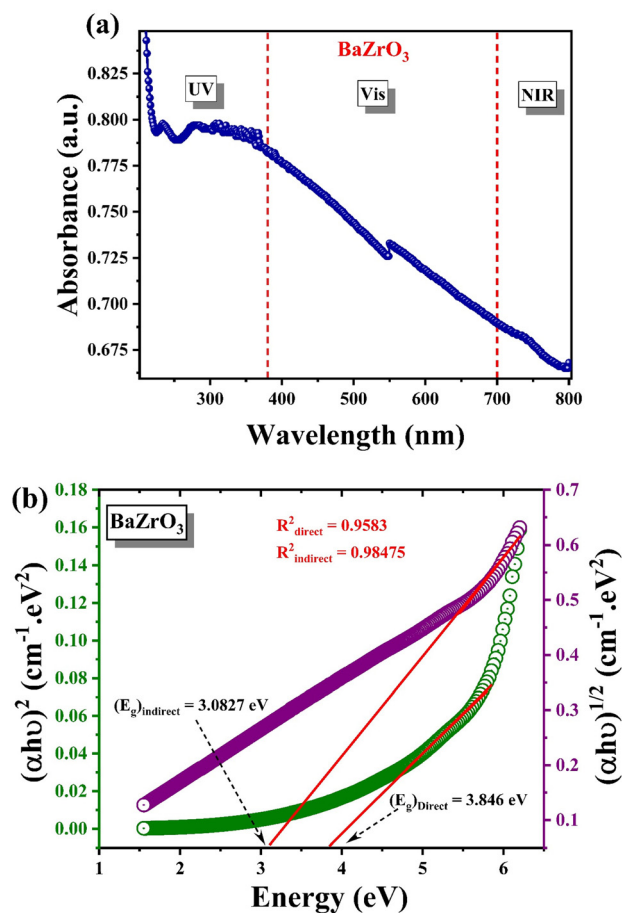 (a)
BaZrO₃
UV
Vis
NIR
0.825
0.800
0.775
0.750
0.725
0.700
0.675
Absorbance (a.u.)
300 400 500 600 700 800
Wavelength (nm)
(b)
BaZrO₃
R²direct = 0.9583
R²indirect = 0.98475
(Eg)indirect = 3.0827 eV
(Eg)Direct = 3.846 eV
0.18
0.16
0.14
0.12
0.10
0.08
0.06
0.04
0.02
0.00
(αhυ)² (cm⁻¹.eV²)
0.7
0.6
0.5
0.4
0.3
0.2
0.1
(αhυ)¹/² (cm⁻¹.eV²)
1 2 3 4 5 6
Energy (eV)